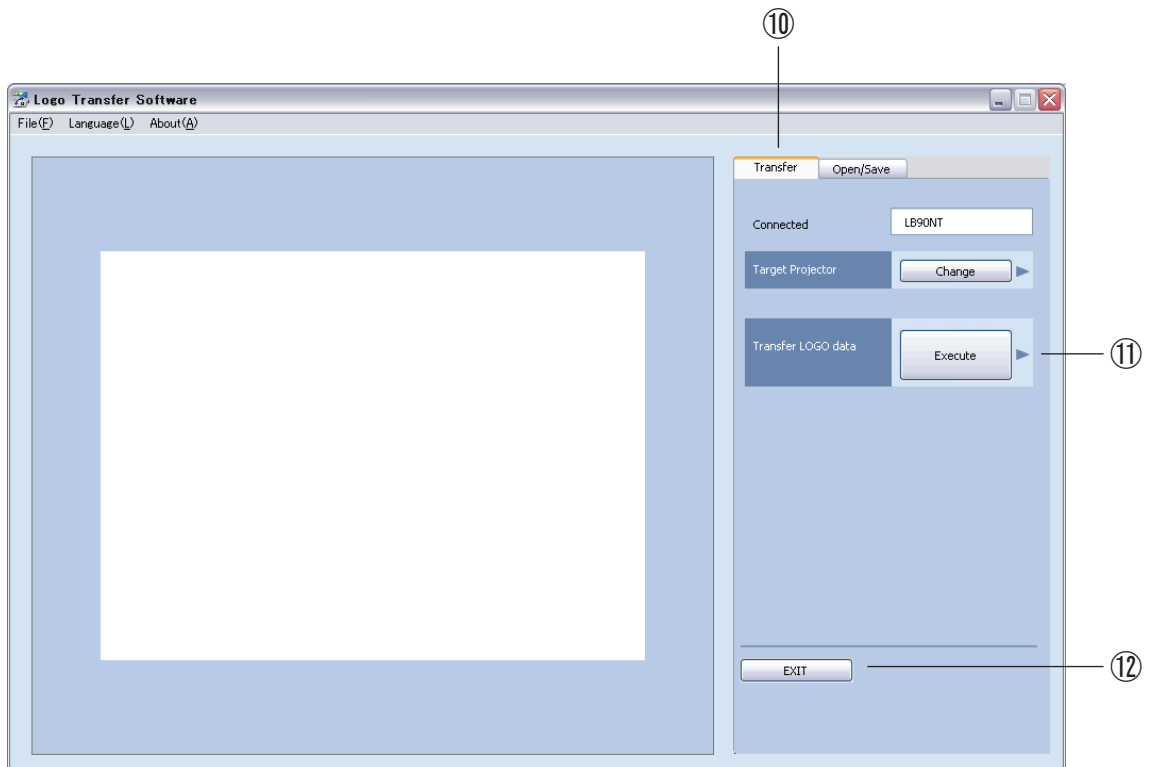 ⑩
Logo Transfer Software
File(F) Language(L) About(A)
Transfer Open/Save
Connected LB90NT
Target Projector Change
Transfer LOGO data Execute
⑪
EXIT
⑫